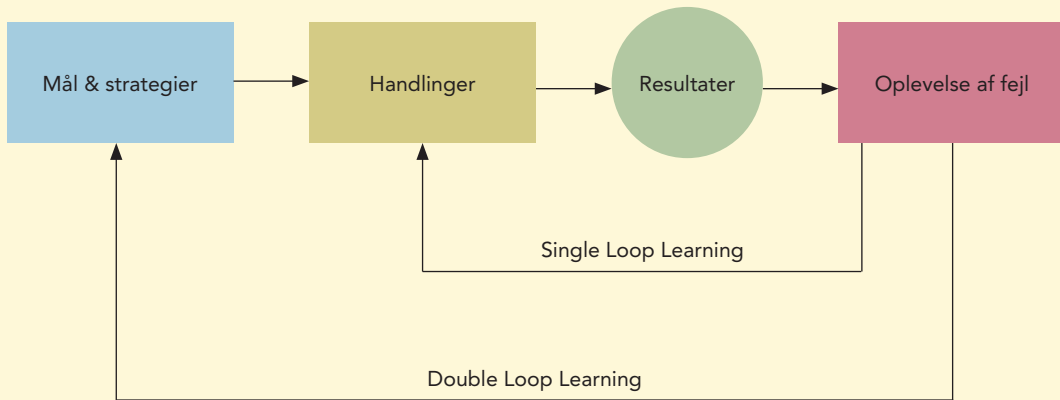 Mål & strategier
Handlinger
Resultater
Oplevelse af fejl
Single Loop Learning
Double Loop Learning